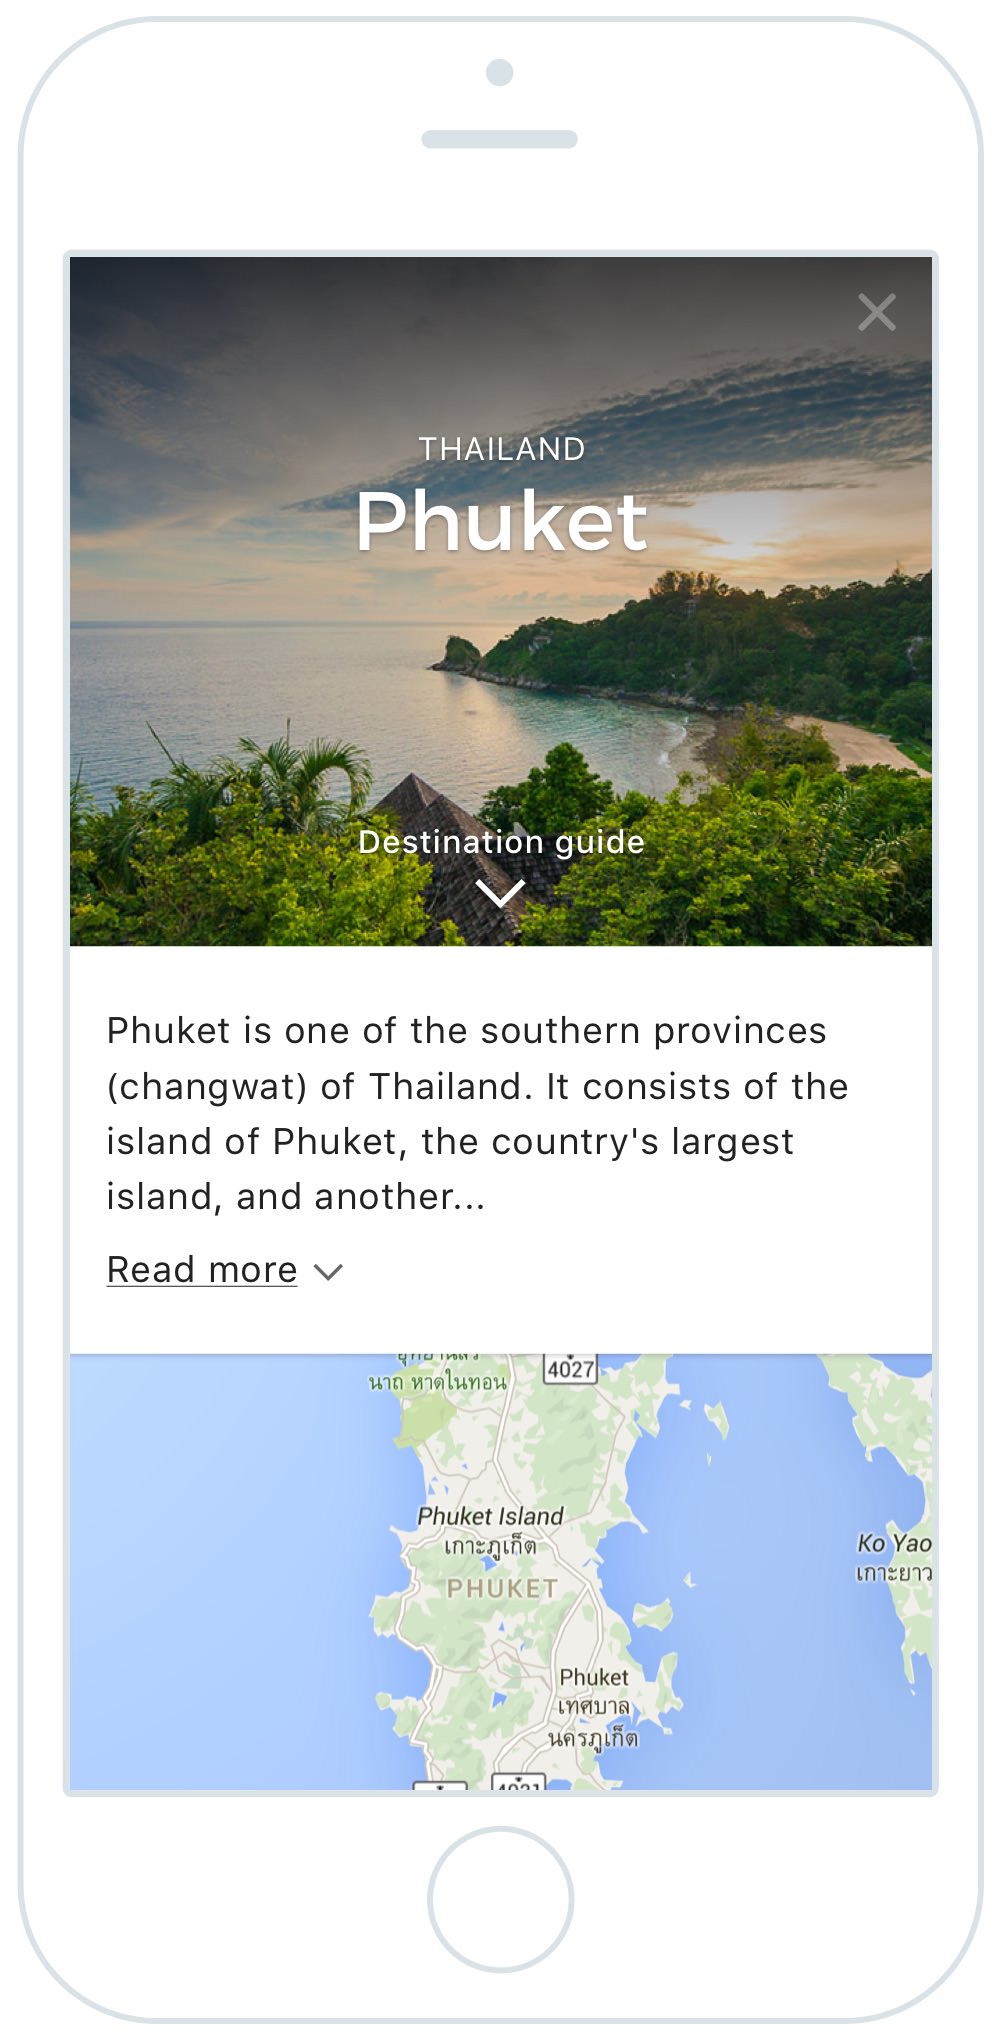 THAILAND
Phuket
Destination guide
Phuket is one of the southern provinces
(changwat) of Thailand. It consists of the
island of Phuket, the country's largest
island, and another...
Read more
นาถ หาดในทอน
4027
Phuket Island
เกาะภูเก็ต
Ko Yao
เกาะยาว
PHUKET
Phuket
เทศบาล
นครภูเก็ต